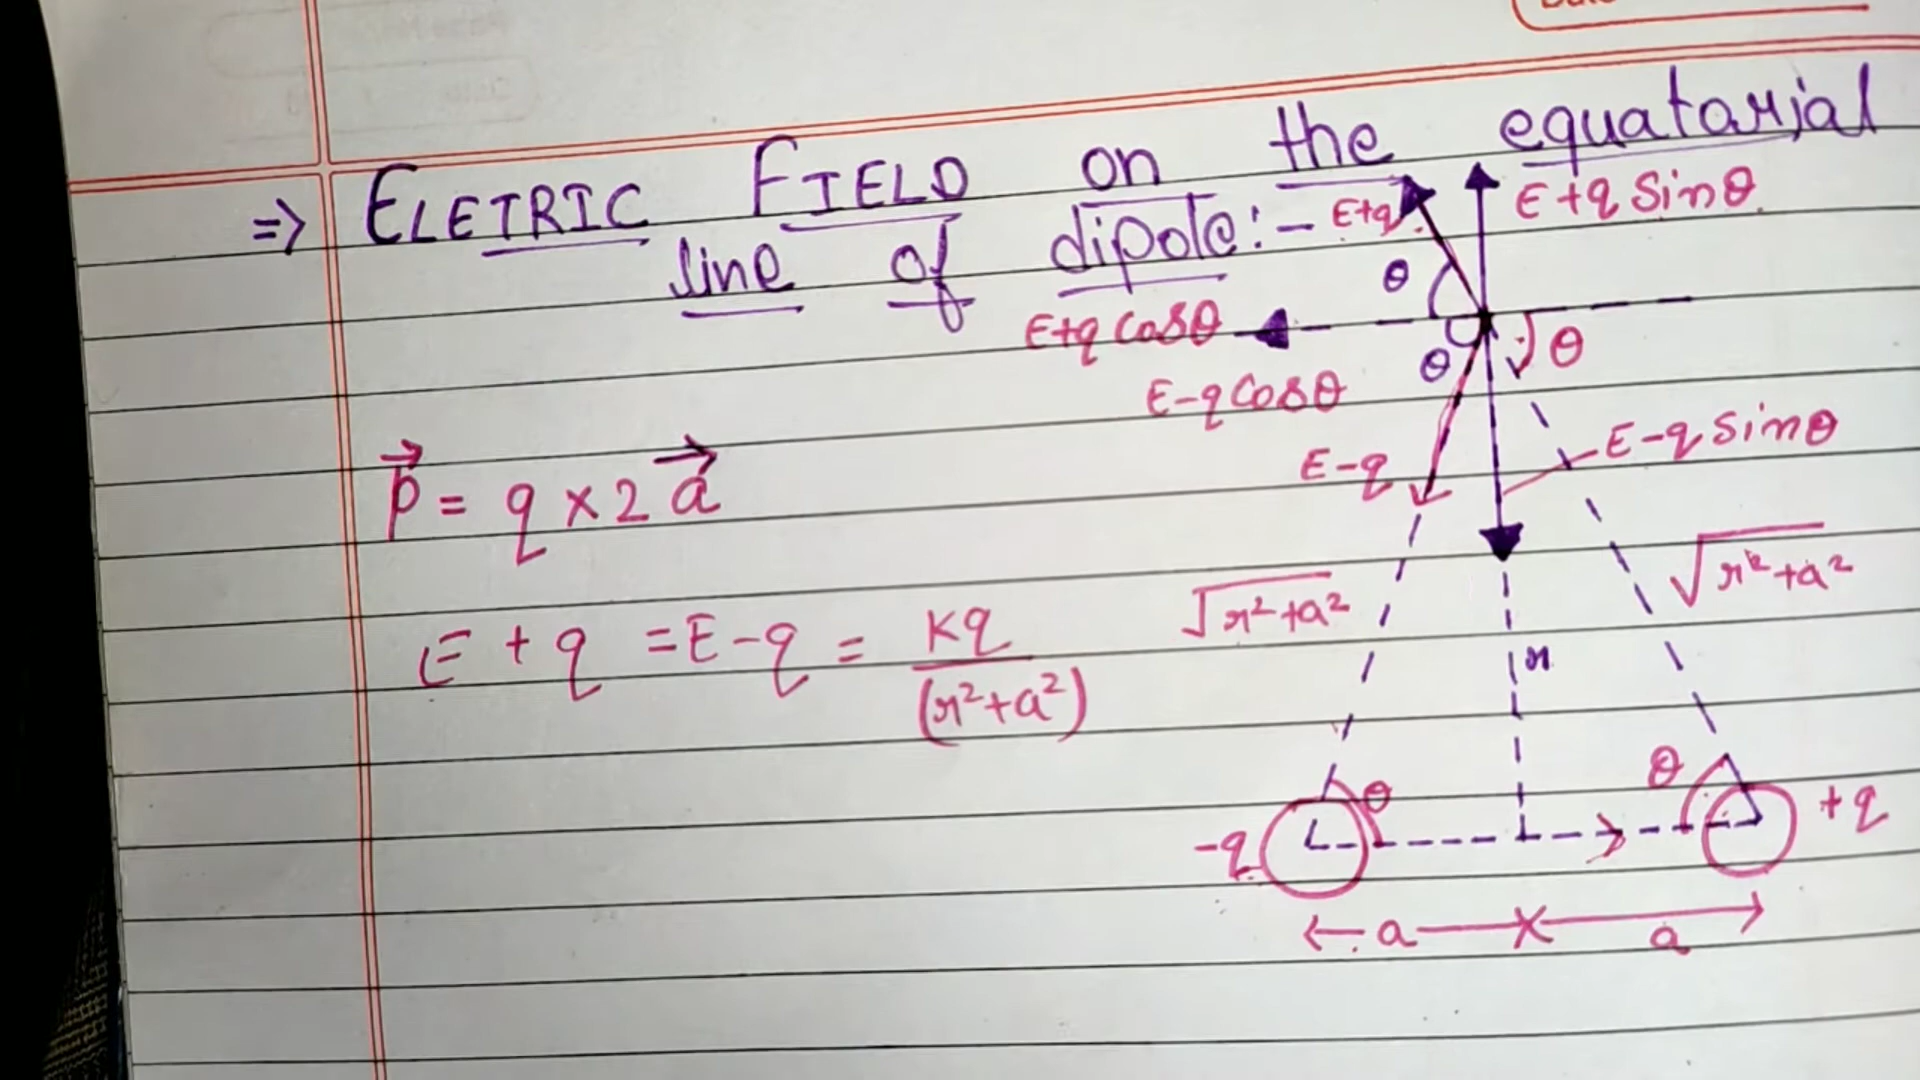 ⇒ ELETRIC FIELD on the equatarial
line of dipole:-
E+q
E+q Sinθ
θ
E+q Cosθ
θ
θ
E-q Cosθ
E-q
E-q Sinθ
p⃗ = q × 2 a⃗
√r²+a²
√r²+a²
E+q = E-q = Kq/(r²+a²)
r
θ
θ
-q
+q
a
a